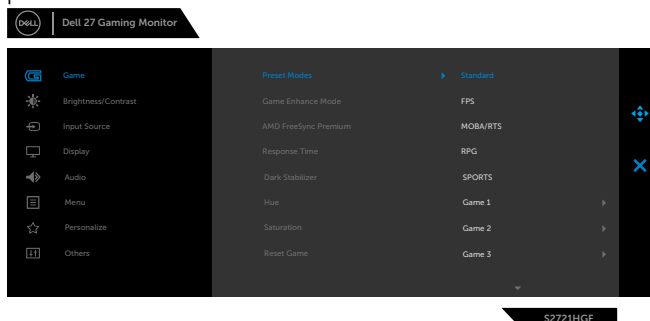 DELL
Dell 27 Gaming Monitor
Game Preset Modes Standard
Brightness/Contrast Game Enhance Mode FPS
Input Source AMD FreeSync Premium MOBA/RTS
Display Response Time RPG
Audio Dark Stabilizer SPORTS
Menu Hue Game 1
Personalize Saturation Game 2
Others Reset Game Game 3
S2721HGF